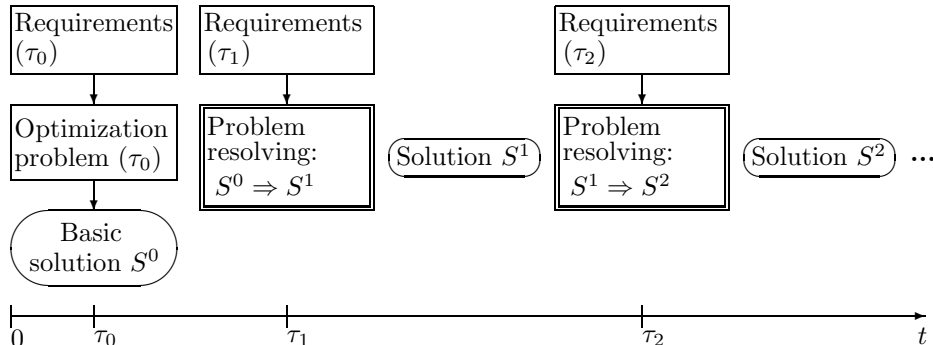 Requirements
(τ₀)
Requirements
(τ₁)
Requirements
(τ₂)
Optimization
problem (τ₀)
Problem
resolving:
S⁰ ⇒ S¹
Solution S¹
Problem
resolving:
S¹ ⇒ S²
Solution S²
...
Basic
solution S⁰
0
τ₀
τ₁
τ₂
t